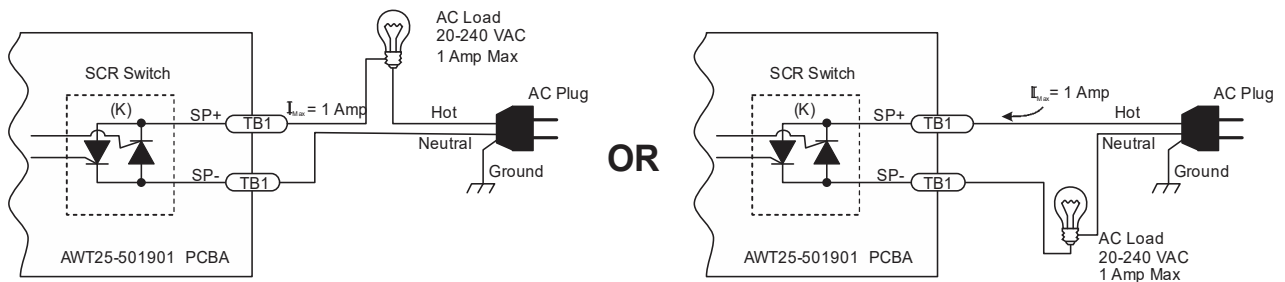 AC Load
20-240 VAC
1 Amp Max
SCR Switch
(K)
SP+
TB1
IMax = 1 Amp
Hot
AC Plug
Neutral
Ground
SP-
TB1
AWT25-501901 PCBA
OR
SCR Switch
(K)
SP+
TB1
IMax = 1 Amp
Hot
AC Plug
Neutral
Ground
SP-
TB1
AC Load
20-240 VAC
1 Amp Max
AWT25-501901 PCBA